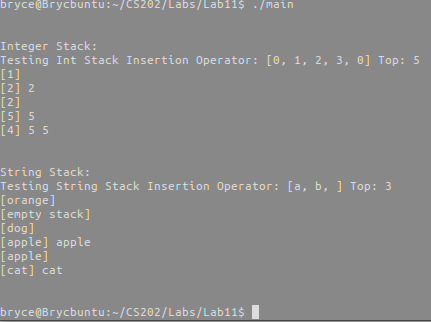 bryce@Brycbuntu:~/CS202/Labs/Lab11$ ./main
Integer Stack:
Testing Int Stack Insertion Operator: [0, 1, 2, 3, 0] Top: 5
[1]
[2] 2
[2]
[5] 5
[4] 5 5
String Stack:
Testing String Stack Insertion Operator: [a, b, ] Top: 3
[orange]
[empty stack]
[dog]
[apple] apple
[apple]
[cat] cat
bryce@Brycbuntu:~/CS202/Labs/Lab11$